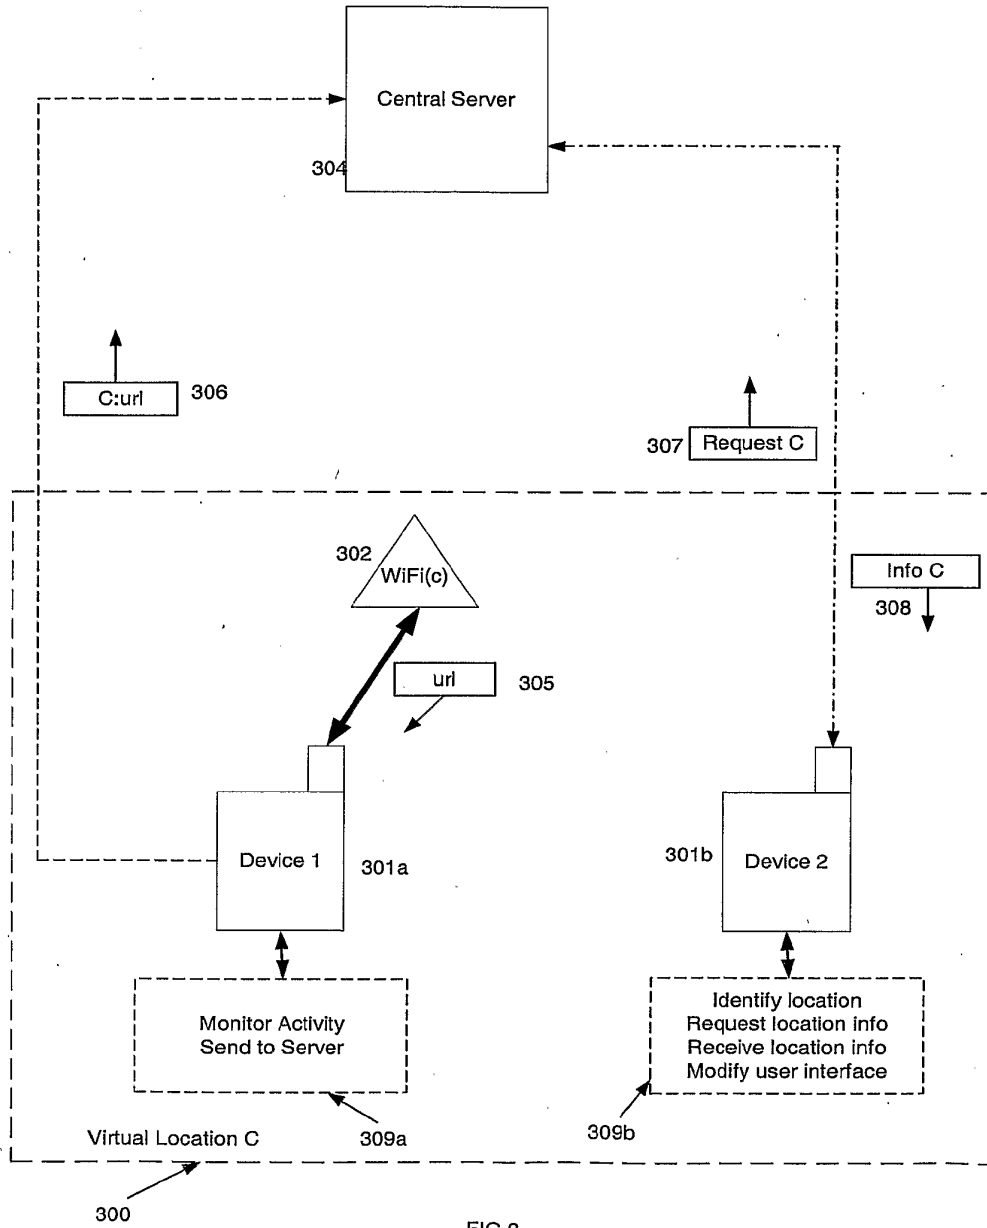 Central Server
304
C:url
306
307
Request C
302
WiFi(c)
Info C
308
url
305
Device 1
301a
301b
Device 2
Monitor Activity
Send to Server
Identify location
Request location info
Receive location info
Modify user interface
309a
309b
Virtual Location C
300